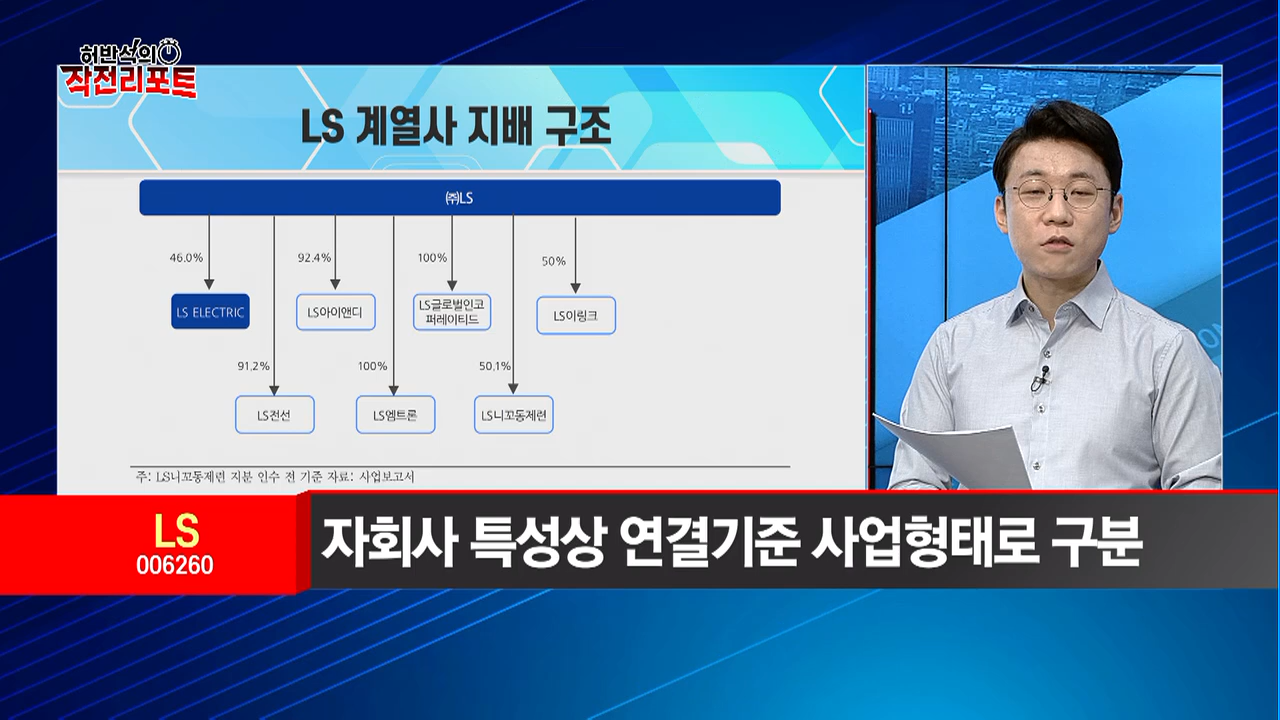 허반석의
작전리포트
LS 계열사 지배 구조
㈜LS
46.0%
92.4%
100%
50%
LS ELECTRIC
LS아이앤디
LS글로벌인코
퍼레이티드
LS이링크
91.2%
100%
50.1%
LS전선
LS엠트론
LS니꼬동제련
주: LS니꼬동제련 지분 인수 전 기준 자료: 사업보고서
LS
006260
자회사 특성상 연결기준 사업형태로 구분